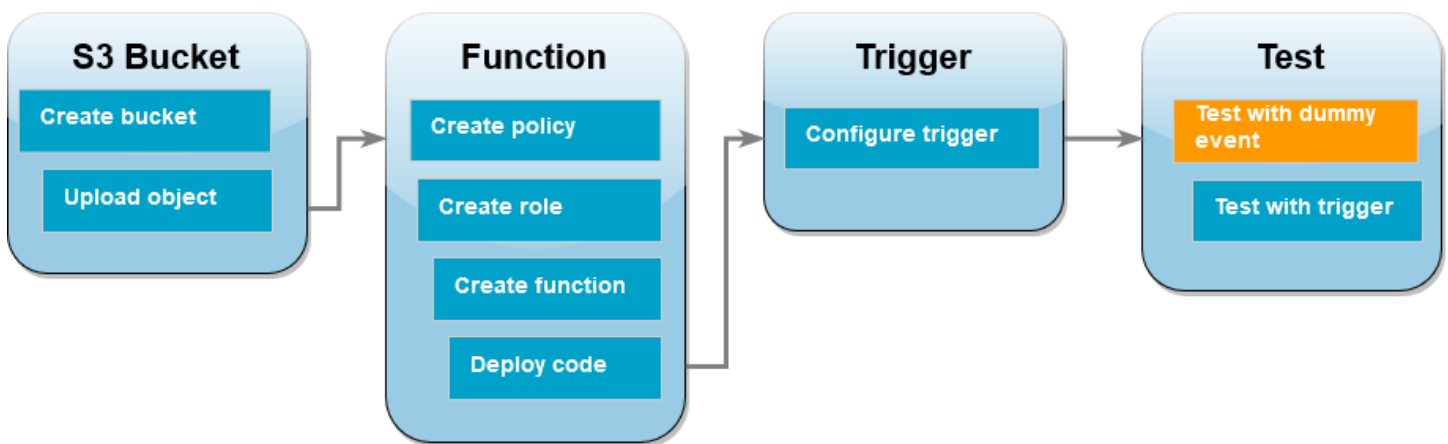 S3 Bucket
Create bucket
Upload object
Function
Create policy
Create role
Create function
Deploy code
Trigger
Configure trigger
Test
Test with dummy
event
Test with trigger